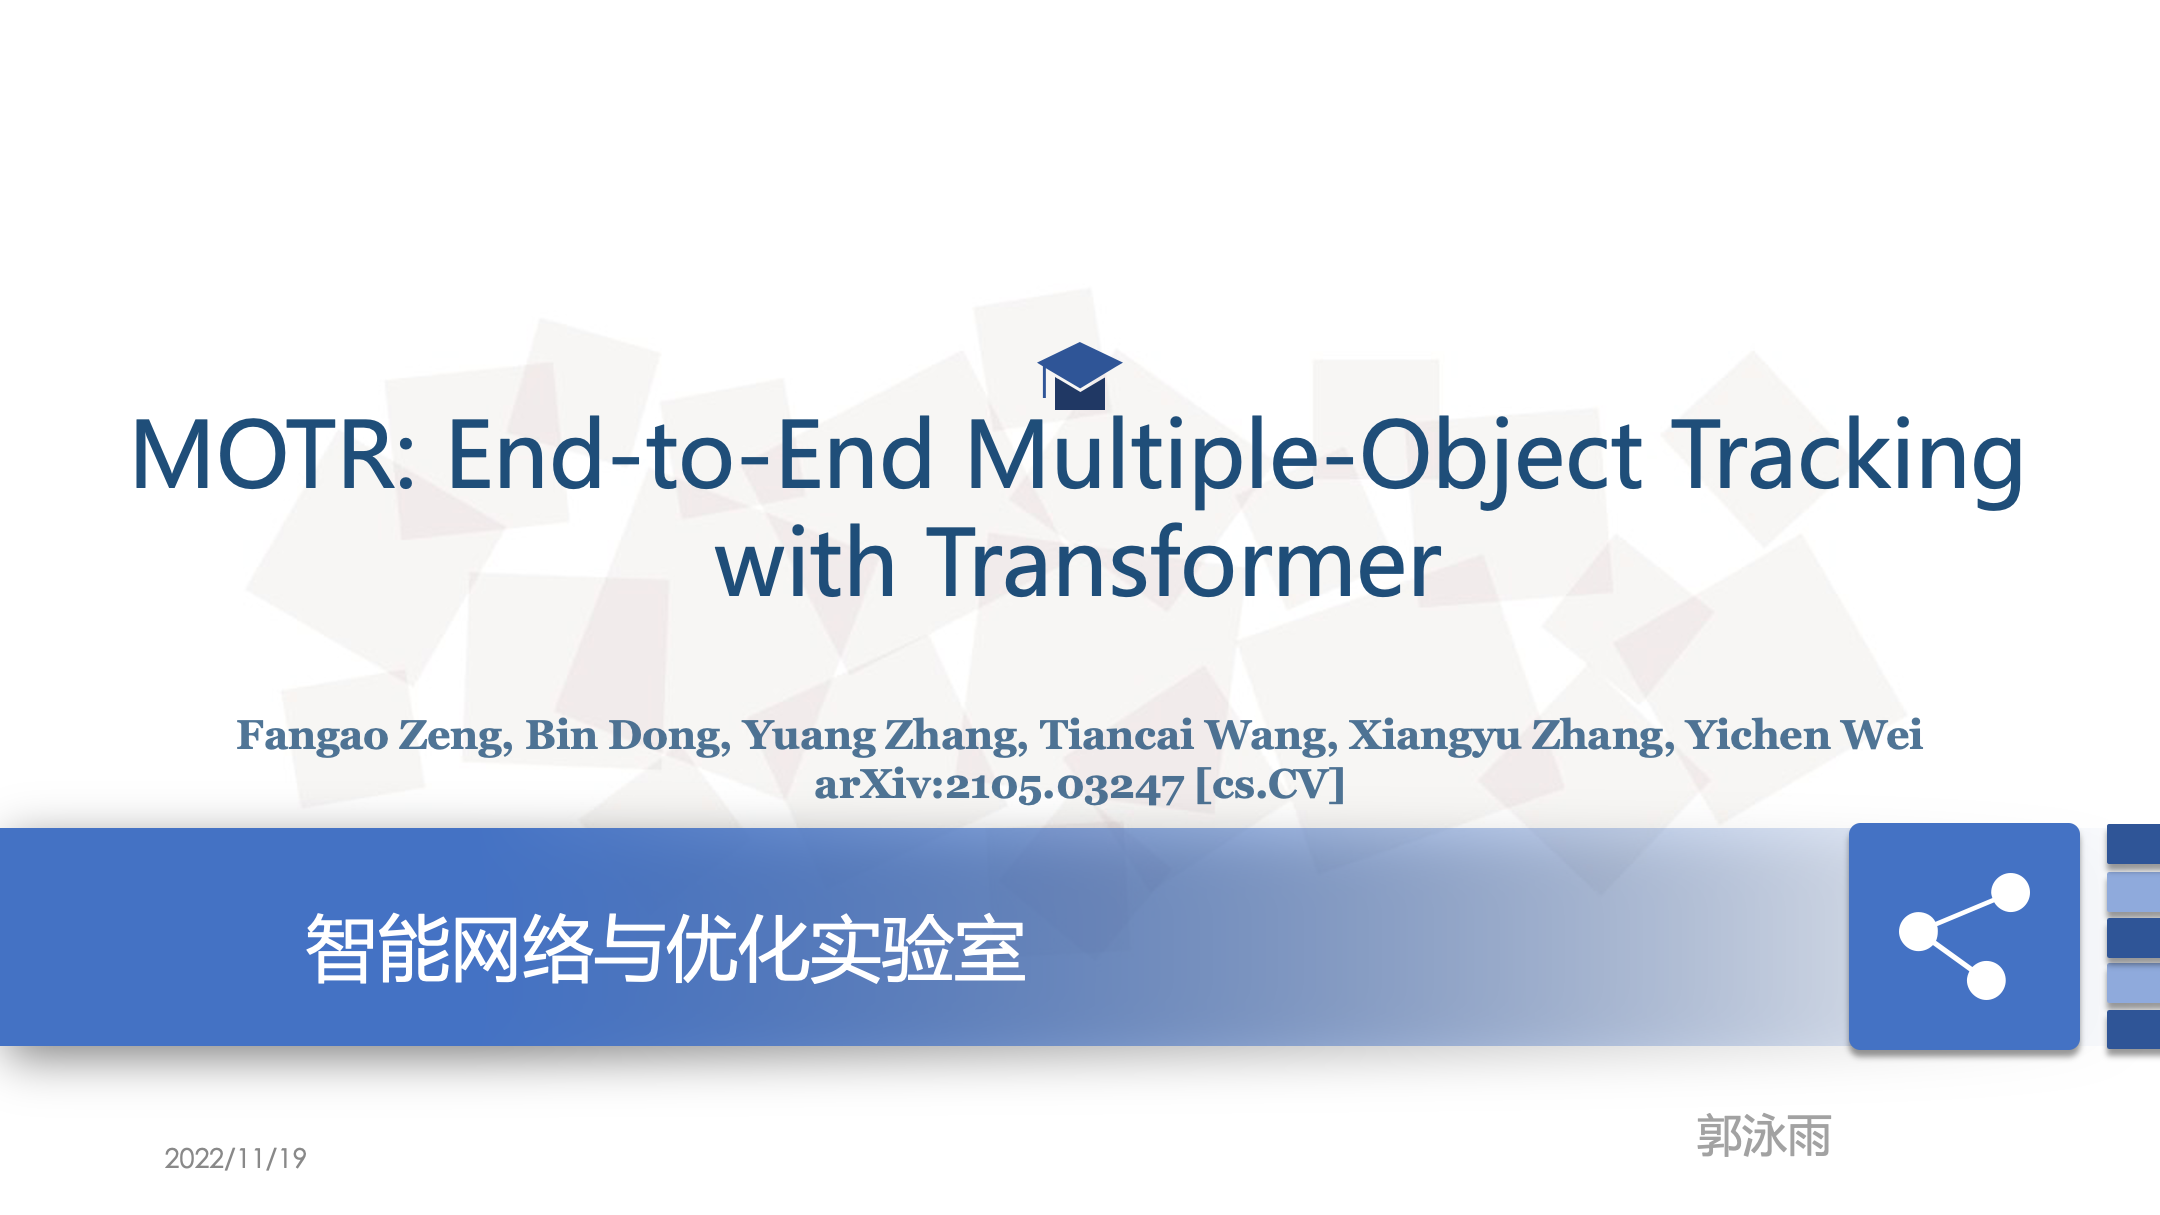 MOTR: End-to-End Multiple-Object Tracking
with Transformer
Fangao Zeng, Bin Dong, Yuang Zhang, Tiancai Wang, Xiangyu Zhang, Yichen Wei
arXiv:2105.03247 [cs.CV]
智能网络与优化实验室
郭泳雨
2022/11/19